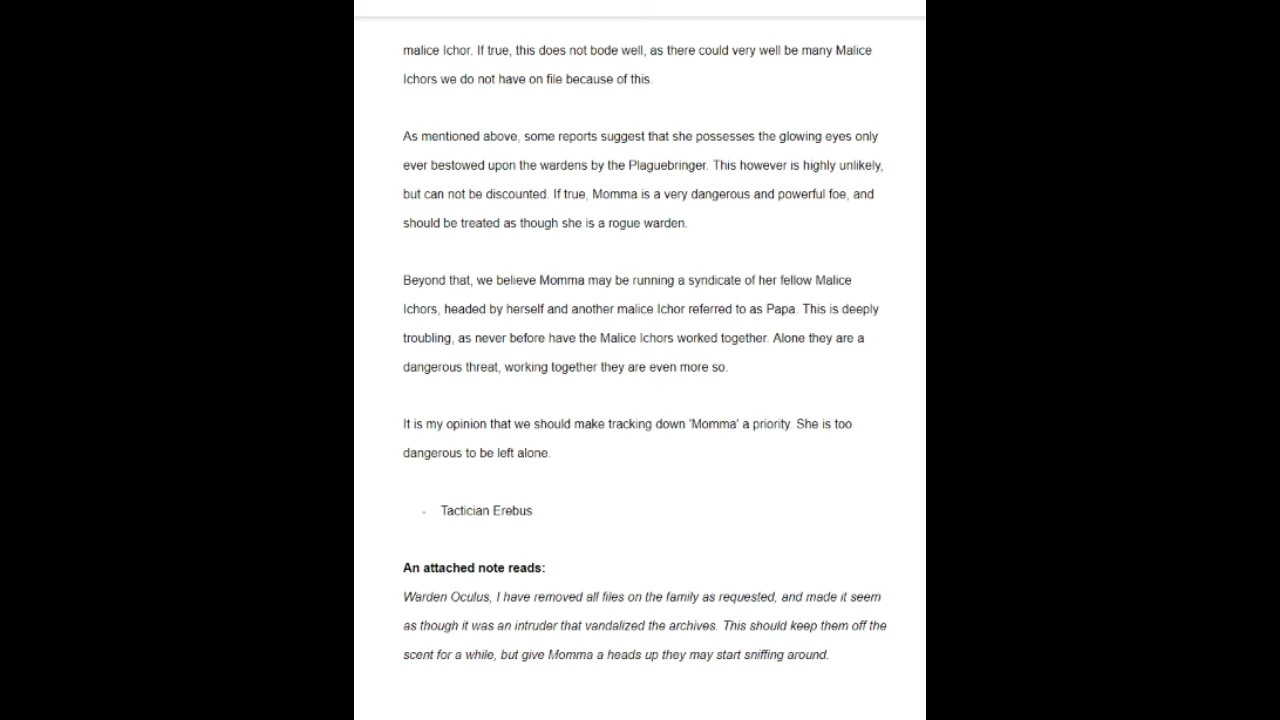 malice Ichor. If true, this does not bode well, as there could very well be many Malice
Ichors we do not have on file because of this.
As mentioned above, some reports suggest that she possesses the glowing eyes only
ever bestowed upon the wardens by the Plaguebringer. This however is highly unlikely,
but can not be discounted. If true, Momma is a very dangerous and powerful foe, and
should be treated as though she is a rogue warden.
Beyond that, we believe Momma may be running a syndicate of her fellow Malice
Ichors, headed by herself and another malice Ichor referred to as Papa. This is deeply
troubling, as never before have the Malice Ichors worked together. Alone they are a
dangerous threat, working together they are even more so.
It is my opinion that we should make tracking down 'Momma' a priority. She is too
dangerous to be left alone.
- Tactician Erebus
An attached note reads:
Warden Oculus, I have removed all files on the family as requested, and made it seem
as though it was an intruder that vandalized the archives. This should keep them off the
scent for a while, but give Momma a heads up they may start sniffing around.